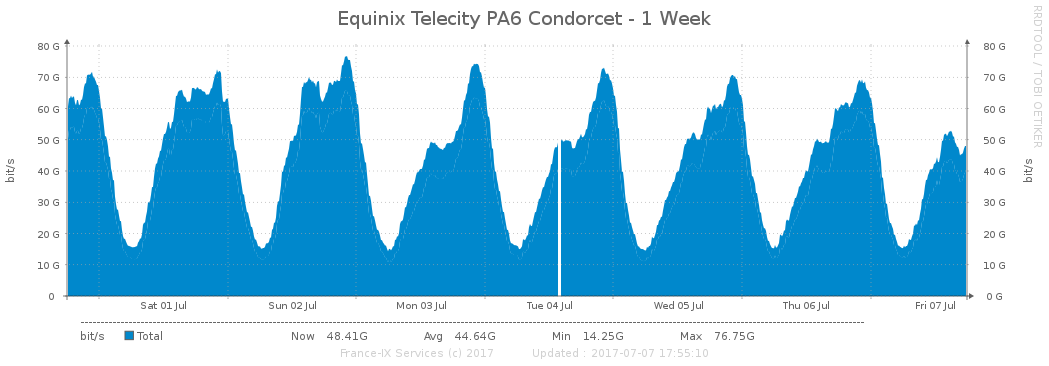 Equinix Telecity PA6 Condorcet - 1 Week
RRDTOOL / TOBI OETIKER
80 G 80 G
70 G 70 G
60 G 60 G
50 G 50 G
40 G 40 G
30 G 30 G
20 G 20 G
10 G 10 G
0 0 G
bit/s bit/s
Sat 01 Jul Sun 02 Jul Mon 03 Jul Tue 04 Jul Wed 05 Jul Thu 06 Jul Fri 07 Jul
bit/s Total Now 48.41G Avg 44.64G Min 14.25G Max 76.75G
France-IX Services (c) 2017 Updated : 2017-07-07 17:55:10